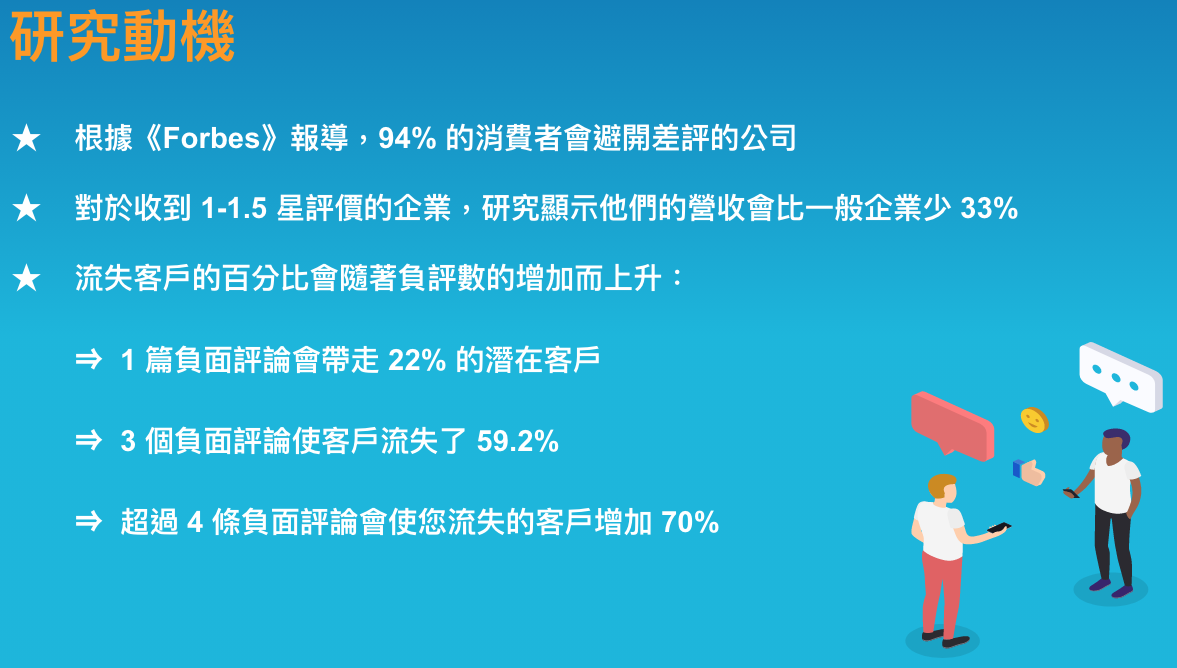 研究動機
★ 根據《Forbes》報導，94% 的消費者會避開差評的公司
★ 對於收到 1-1.5 星評價的企業，研究顯示他們的營收會比一般企業少 33%
★ 流失客戶的百分比會隨著負評數的增加而上升：
⇒ 1 篇負面評論會帶走 22% 的潛在客戶
⇒ 3 個負面評論使客戶流失了 59.2%
⇒ 超過 4 條負面評論會使您流失的客戶增加 70%